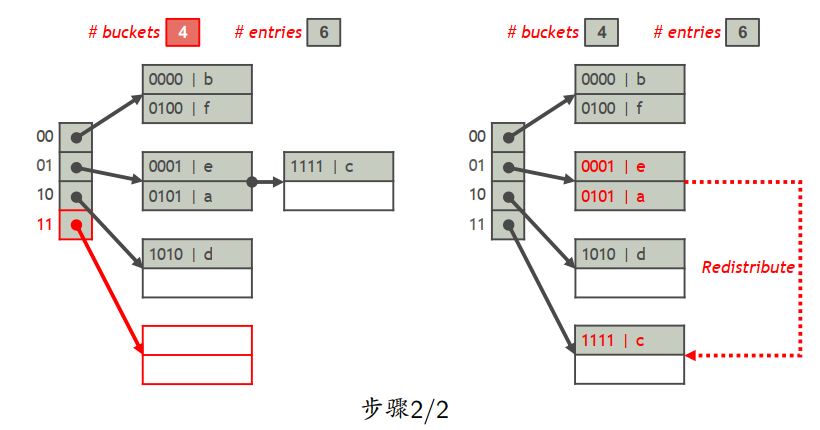 # buckets 4 # entries 6
0000 | b
0100 | f
00
01
10
11
0001 | e
0101 | a
1111 | c
1010 | d
# buckets 4 # entries 6
0000 | b
0100 | f
00
01
10
11
0001 | e
0101 | a
1010 | d
Redistribute
1111 | c
步骤2/2